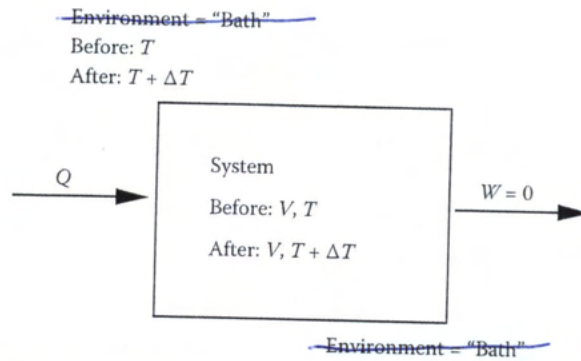 Environment = "Bath"
Before: T
After: T + ΔT
Q
System
Before: V, T
After: V, T + ΔT
W = 0
Environment = "Bath"